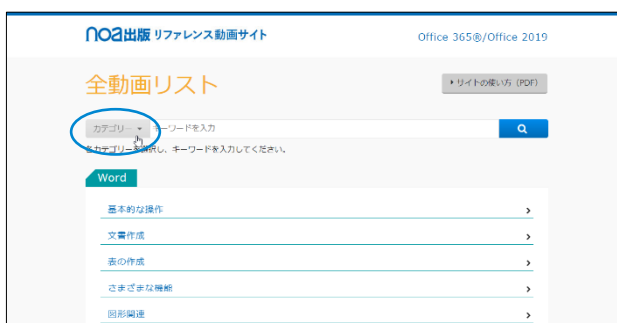 noa出版 リファレンス動画サイト
Office 365®/Office 2019
全動画リスト
サイトの使い方 (PDF)
カテゴリー キーワードを入力
各カテゴリーを選択し、キーワードを入力してください。
Word
基本的な操作
文書作成
表の作成
さまざまな機能
図形関連